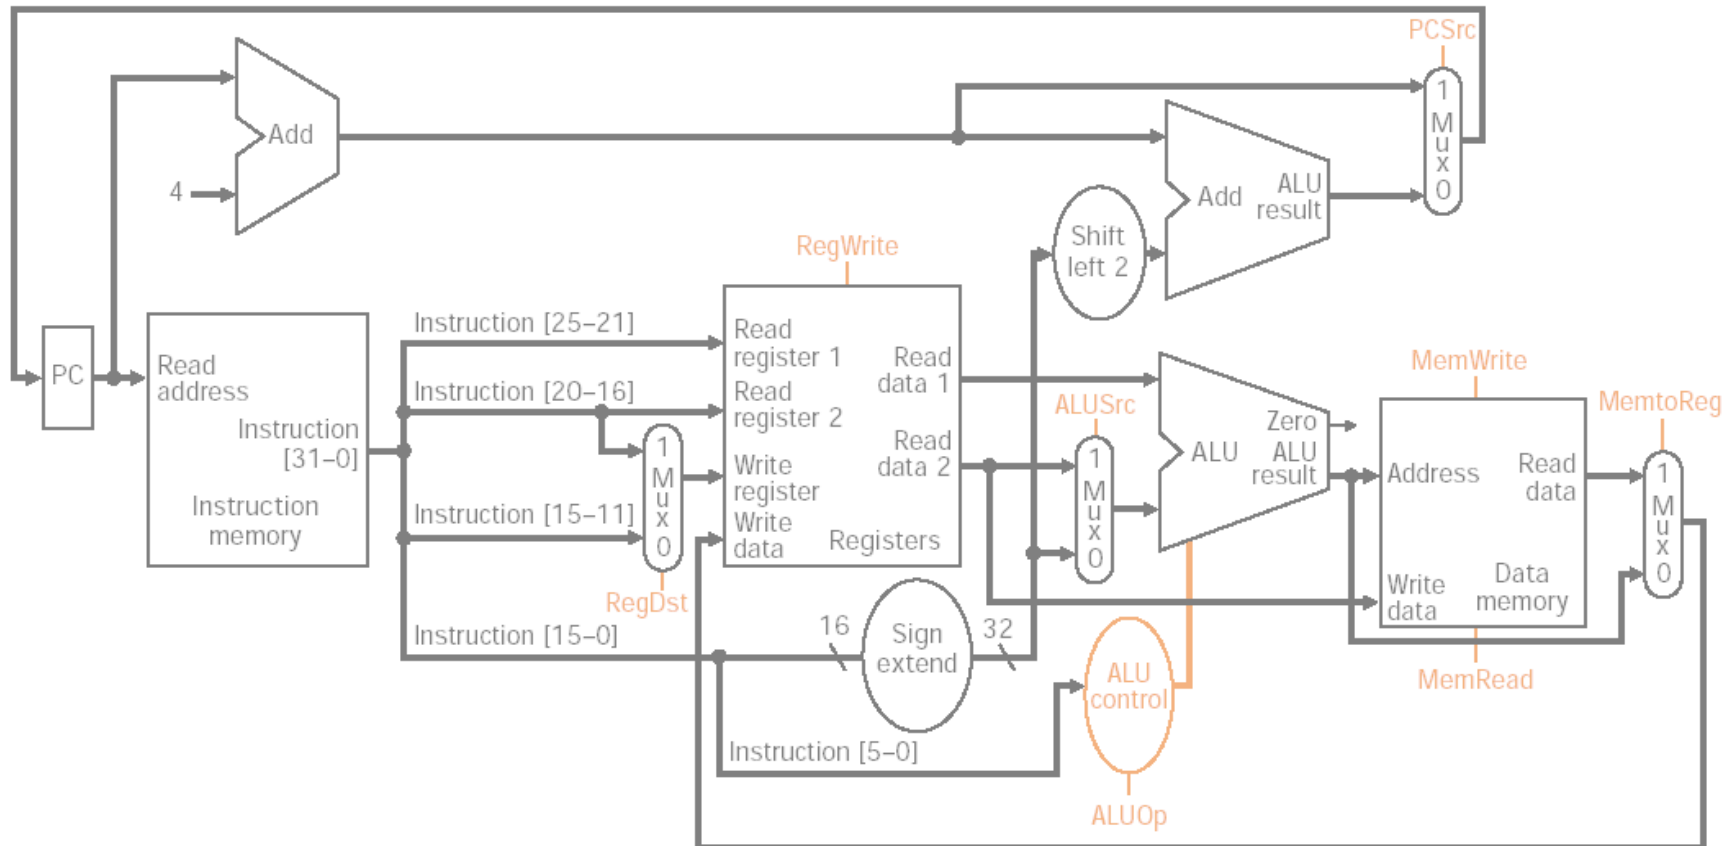 PCSrc
1
M
u
x
0
Add
4
Add
ALU
result
Shift
left 2
RegWrite
PC
Read
address
Instruction
[31–0]
Instruction
memory
Instruction [25–21]
Instruction [20–16]
Instruction [15–11]
Instruction [15–0]
Instruction [5–0]
1
M
u
x
0
RegDst
Read
register 1
Read
register 2
Write
register
Write
data
Read
data 1
Read
data 2
Registers
16
Sign
extend
32
ALUSrc
1
M
u
x
0
ALU
Zero
ALU
result
ALU
control
ALUOp
MemWrite
Address
Read
data
Write
data
Data
memory
MemRead
MemtoReg
1
M
u
x
0